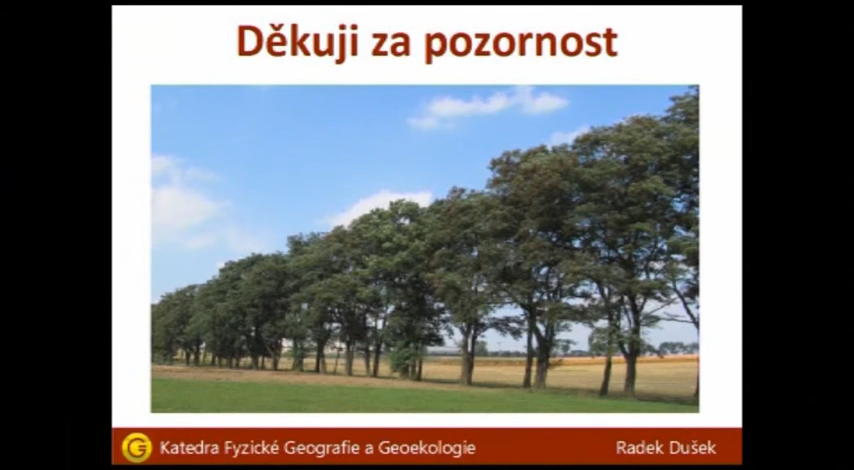 Děkuji za pozornost
Katedra Fyzické Geografie a Geoekologie
Radek Dušek